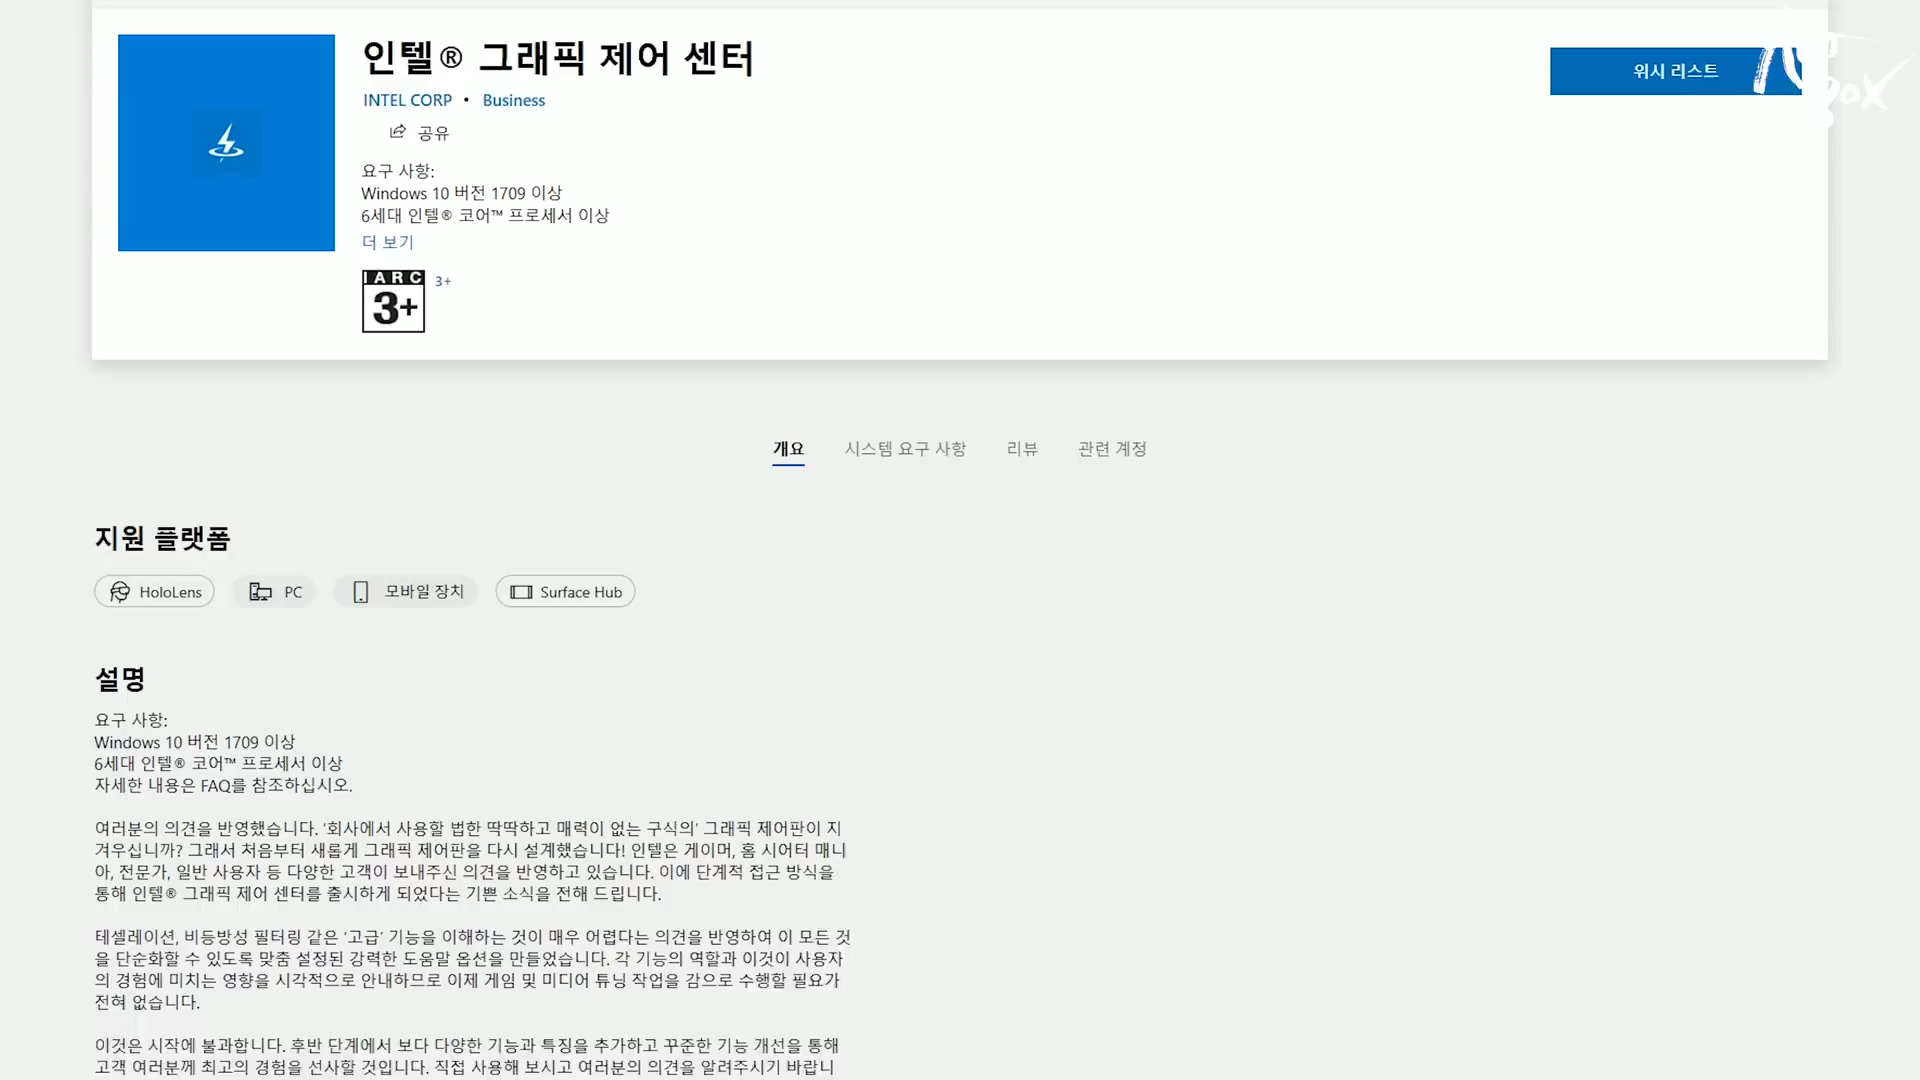 인텔® 그래픽 제어 센터
INTEL CORP • Business
공유
위시 리스트
요구 사항:
Windows 10 버전 1709 이상
6세대 인텔® 코어™ 프로세서 이상
더 보기
IARC
3+
3+
개요 시스템 요구 사항 리뷰 관련 계정
지원 플랫폼
HoloLens PC 모바일 장치 Surface Hub
설명
요구 사항:
Windows 10 버전 1709 이상
6세대 인텔® 코어™ 프로세서 이상
자세한 내용은 FAQ를 참조하십시오.
여러분의 의견을 반영했습니다. ‘회사에서 사용할 법한 딱딱하고 매력이 없는 구식의’ 그래픽 제어판이 지
겨우십니까? 그래서 처음부터 새롭게 그래픽 제어판을 다시 설계했습니다! 인텔은 게이머, 홈 시어터 매니
아, 전문가, 일반 사용자 등 다양한 고객이 보내주신 의견을 반영하고 있습니다. 이에 단계적 접근 방식을
통해 인텔® 그래픽 제어 센터를 출시하게 되었다는 기쁜 소식을 전해 드립니다.
테셀레이션, 비등방성 필터링 같은 ‘고급’ 기능을 이해하는 것이 매우 어렵다는 의견을 반영하여 이 모든 것
을 단순화할 수 있도록 맞춤 설정된 강력한 도움말 옵션을 만들었습니다. 각 기능의 역할과 이것이 사용자
의 경험에 미치는 영향을 시각적으로 안내하므로 이제 게임 및 미디어 튜닝 작업을 감으로 수행할 필요가
전혀 없습니다.
이것은 시작에 불과합니다. 후반 단계에서 보다 다양한 기능과 특징을 추가하고 꾸준한 기능 개선을 통해
고객 여러분께 최고의 경험을 선사할 것입니다. 직접 사용해 보시고 여러분의 의견을 알려주시기 바랍니